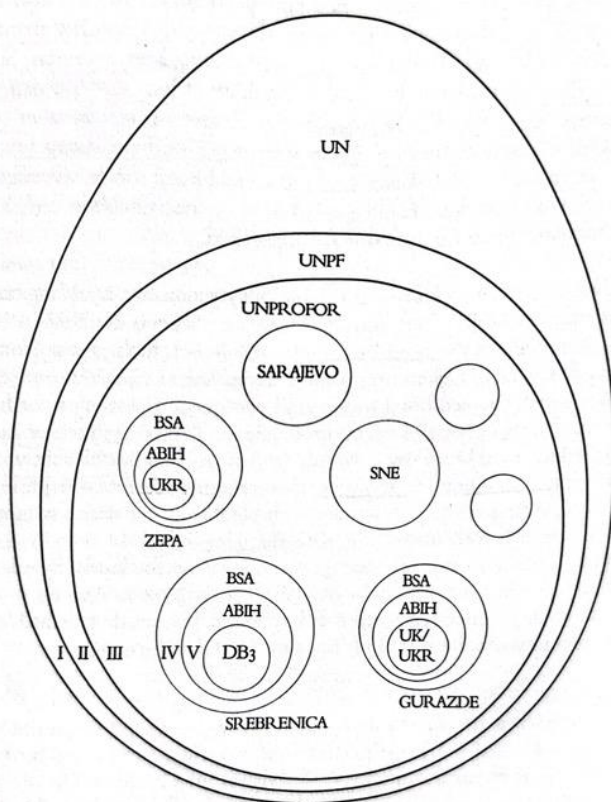 UN
UNPF
UNPROFOR
SARAJEVO
BSA
ABIH
UKR
ZEPA
SNE
BSA
ABIH
DB3
SREBRENICA
BSA
ABIH
UK/
UKR
GURAZDE
I II III IV V